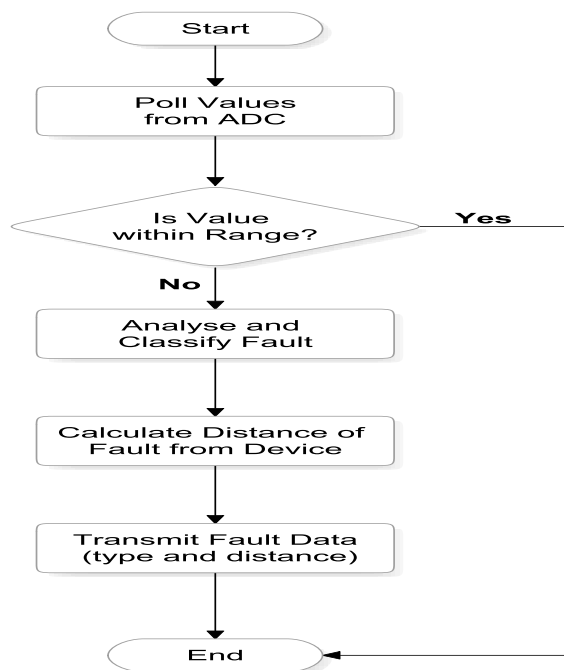 Start
Poll Values
from ADC
Is Value
within Range?
Yes
No
Analyse and
Classify Fault
Calculate Distance of
Fault from Device
Transmit Fault Data
(type and distance)
End